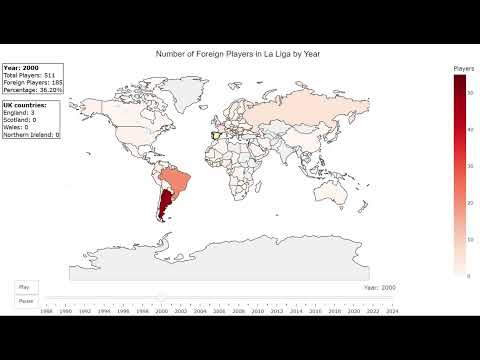 Number of Foreign Players in La Liga by Year
Year: 2000
Total Players: 511
Foreign Players: 185
Percentage: 36.20%
UK countries:
England: 3
Scotland: 0
Wales: 0
Northern Ireland: 0
Players
50
40
30
20
10
0
Play
Pause
Year: 2000
1988 1990 1992 1994 1996 1998 2000 2002 2004 2006 2008 2010 2012 2014 2016 2018 2020 2022 2024